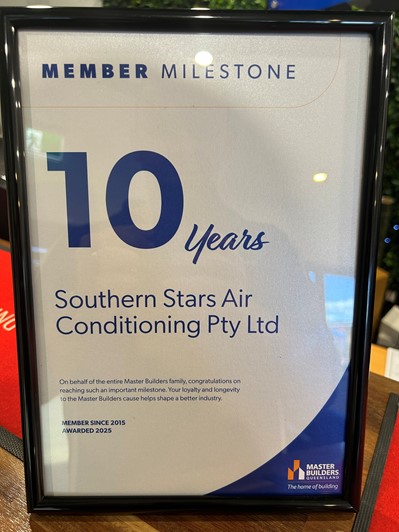 MEMBER MILESTONE
10 Years
Southern Stars Air
Conditioning Pty Ltd
On behalf of the entire Master Builders family, congratulations on
reaching such an important milestone. Your loyalty and longevity
to the Master Builders cause helps shape a better industry.
MEMBER SINCE 2015
AWARDED 2025
MASTER
BUILDERS
QUEENSLAND
The home of building